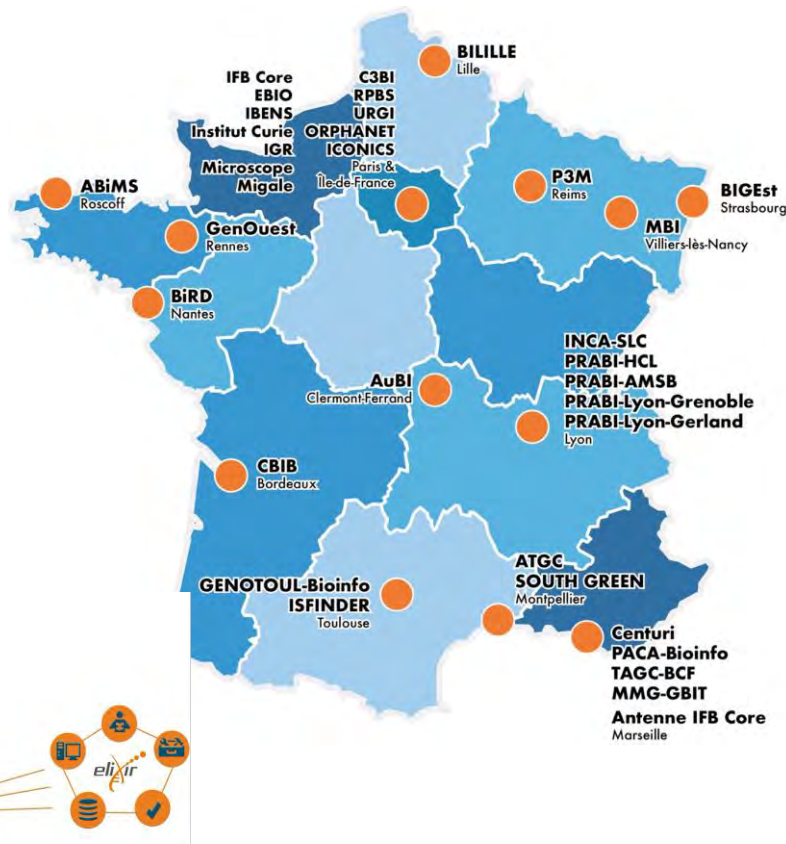 BILILLE
Lille
IFB Core
EBIO
IBENS
Institut Curie
IGR
Microscope
Migale
C3BI
RPBS
URGI
ORPHANET
ICONICS
Paris &
Île-de-France
ABiMS
Roscoff
GenOuest
Rennes
BiRD
Nantes
P3M
Reims
MBI
Villiers-lès-Nancy
BIGEst
Strasbourg
INCA-SLC
PRABI-HCL
PRABI-AMSB
PRABI-Lyon-Grenoble
PRABI-Lyon-Gerland
Lyon
AuBI
Clermont-Ferrand
CBIB
Bordeaux
GENOTOUL-Bioinfo
ISFINDER
Toulouse
ATGC
SOUTH GREEN
Montpellier
Centuri
PACA-Bioinfo
TAGC-BCF
MMG-GBIT
Antenne IFB Core
Marseille
elixir